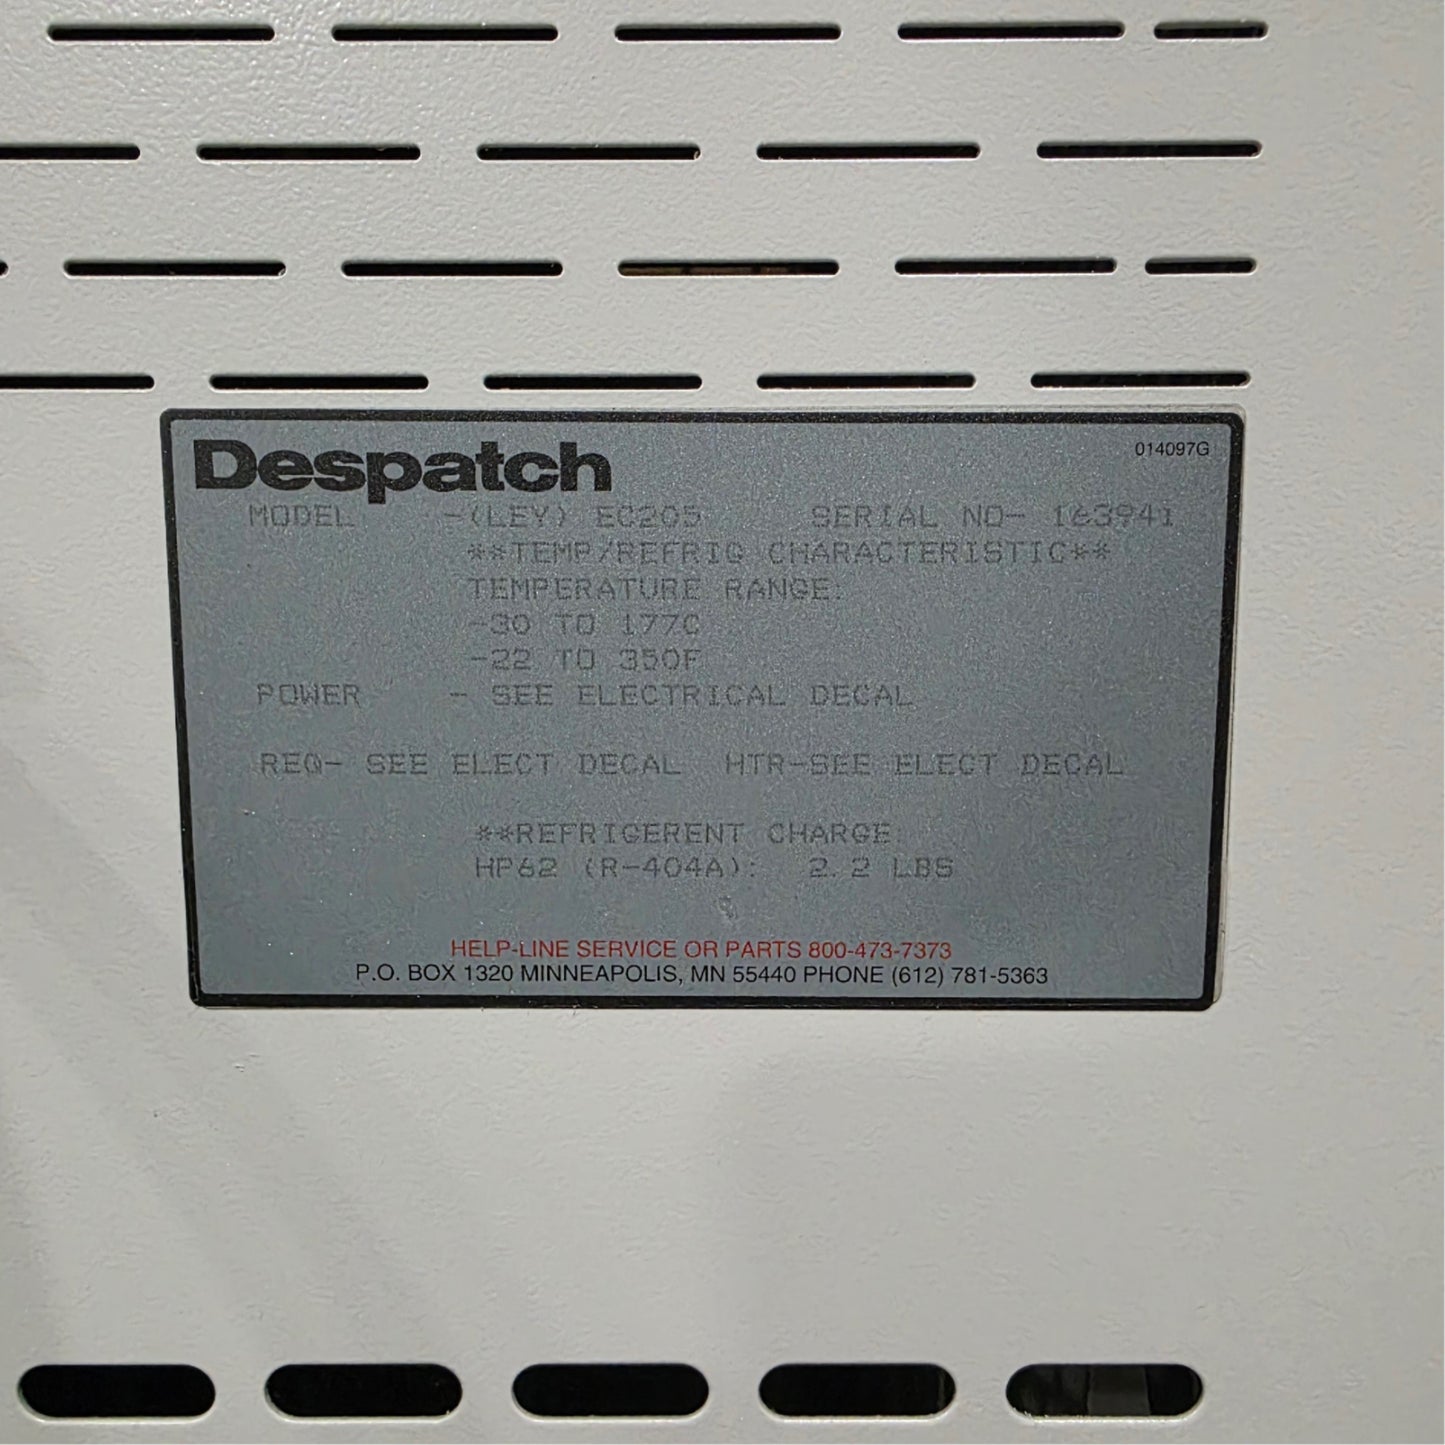 Despatch
014097G
MODEL -(LEY) EC205 SERIAL NO- 163941
**TEMP/REFRIG CHARACTERISTIC**
TEMPERATURE RANGE:
-30 TO 177C
-22 TO 350F
POWER - SEE ELECTRICAL DECAL
REQ- SEE ELECT DECAL HTR-SEE ELECT DECAL
**REFRIGERENT CHARGE:
HP62 (R-404A): 2.2 LBS
HELP-LINE SERVICE OR PARTS 800-473-7373
P.O. BOX 1320 MINNEAPOLIS, MN 55440 PHONE (612) 781-5363